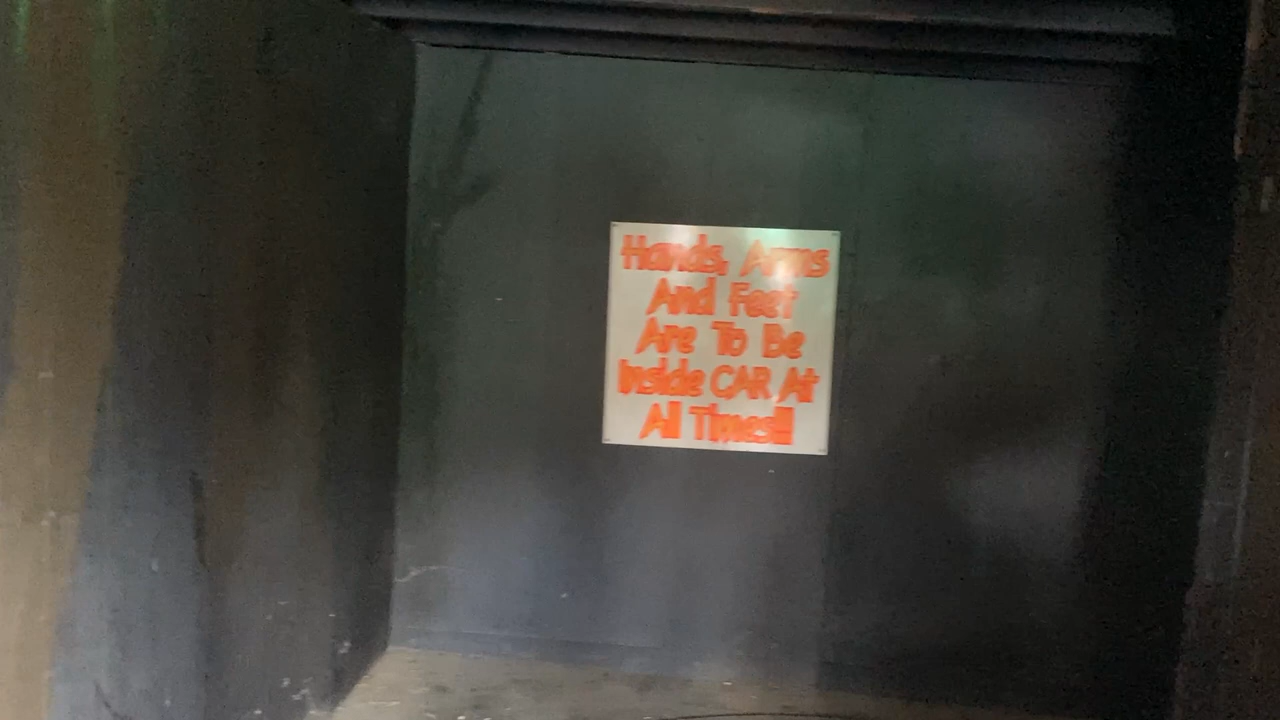 Hands, Arms
And Feet
Are To Be
Inside CAR At
All Times!!